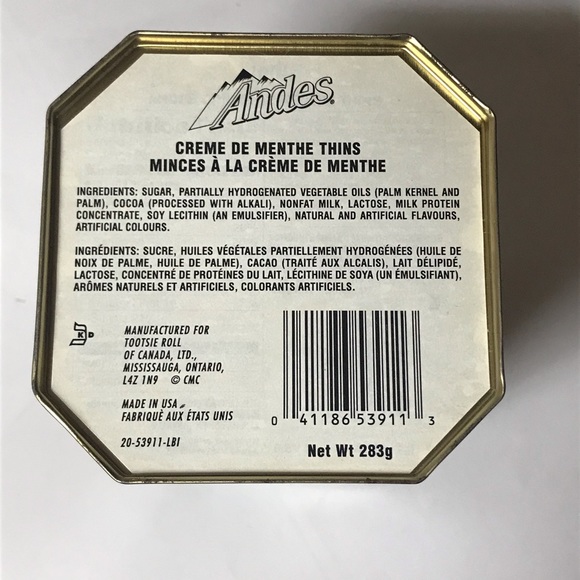 Andes®
CREME DE MENTHE THINS
MINCES À LA CRÈME DE MENTHE
INGREDIENTS: SUGAR, PARTIALLY HYDROGENATED VEGETABLE OILS (PALM KERNEL AND
PALM), COCOA (PROCESSED WITH ALKALI), NONFAT MILK, LACTOSE, MILK PROTEIN
CONCENTRATE, SOY LECITHIN (AN EMULSIFIER), NATURAL AND ARTIFICIAL FLAVOURS,
ARTIFICIAL COLOURS.
INGRÉDIENTS: SUCRE, HUILES VÉGÉTALES PARTIELLEMENT HYDROGÉNÉES (HUILE DE
NOIX DE PALME, HUILE DE PALME), CACAO (TRAITÉ AUX ALCALIS), LAIT DÉLIPIDÉ,
LACTOSE, CONCENTRÉ DE PROTÉINES DU LAIT, LÉCITHINE DE SOYA (UN ÉMULSIFIANT),
ARÔMES NATURELS ET ARTIFICIELS, COLORANTS ARTIFICIELS.
K D
MANUFACTURED FOR
TOOTSIE ROLL
OF CANADA, LTD.,
MISSISSAUGA, ONTARIO,
L4Z 1N9 © CMC
MADE IN USA
FABRIQUÉ AUX ÉTATS UNIS
20-53911-LBI
0 41186 53911 3
Net Wt 283g